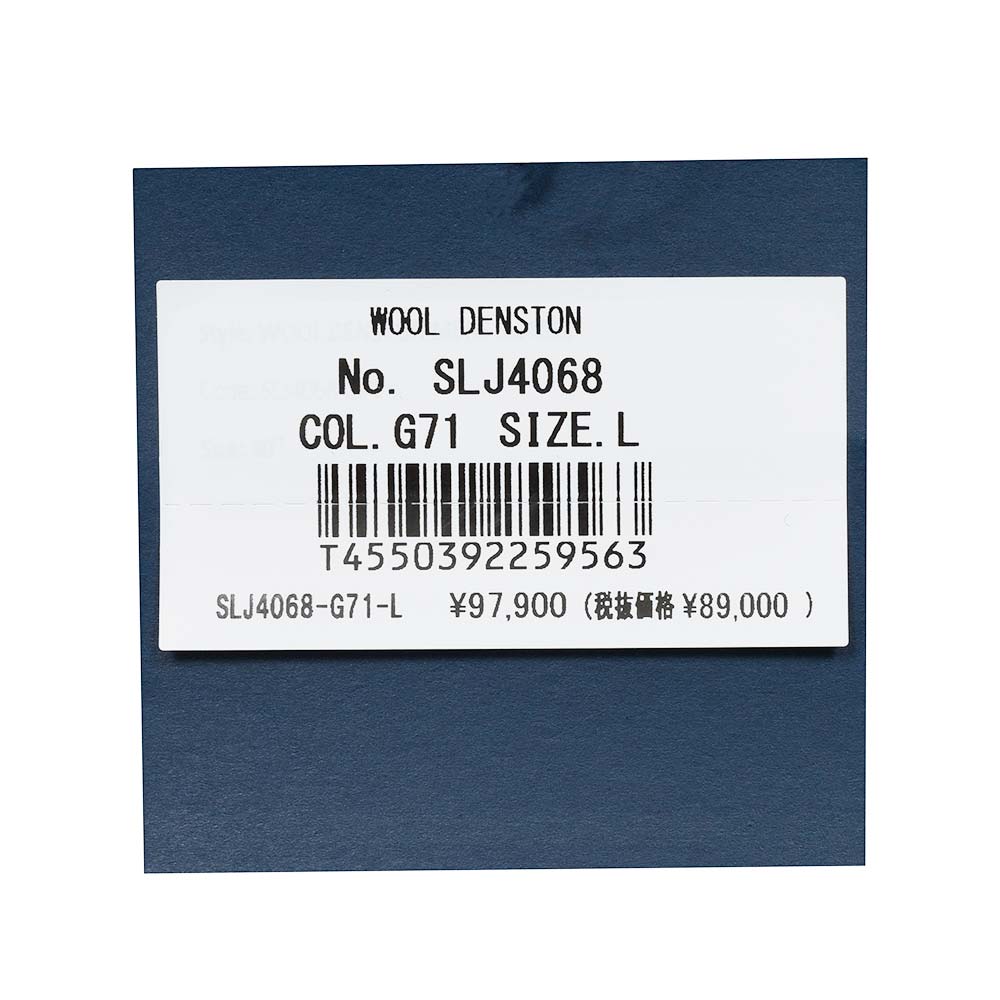 WOOL DENSTON
No. SLJ4068
COL. G71 SIZE. L
T4550392259563
SLJ4068-G71-L ¥97,900 (税抜価格 ¥89,000 )